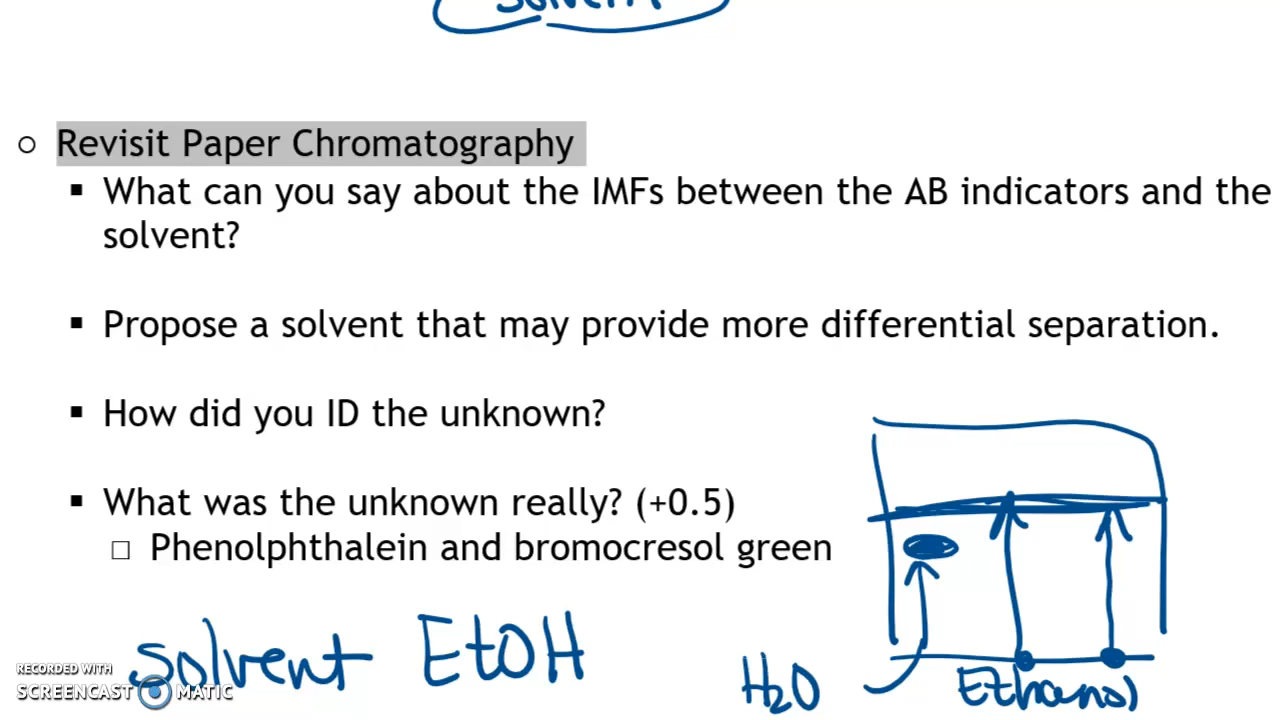 solvent
○ Revisit Paper Chromatography
▪ What can you say about the IMFs between the AB indicators and the
solvent?
▪ Propose a solvent that may provide more differential separation.
▪ How did you ID the unknown?
▪ What was the unknown really? (+0.5)
□ Phenolphthalein and bromocresol green
solvent EtOH
H₂O Ethanol
RECORDED WITH
SCREENCAST MATIC